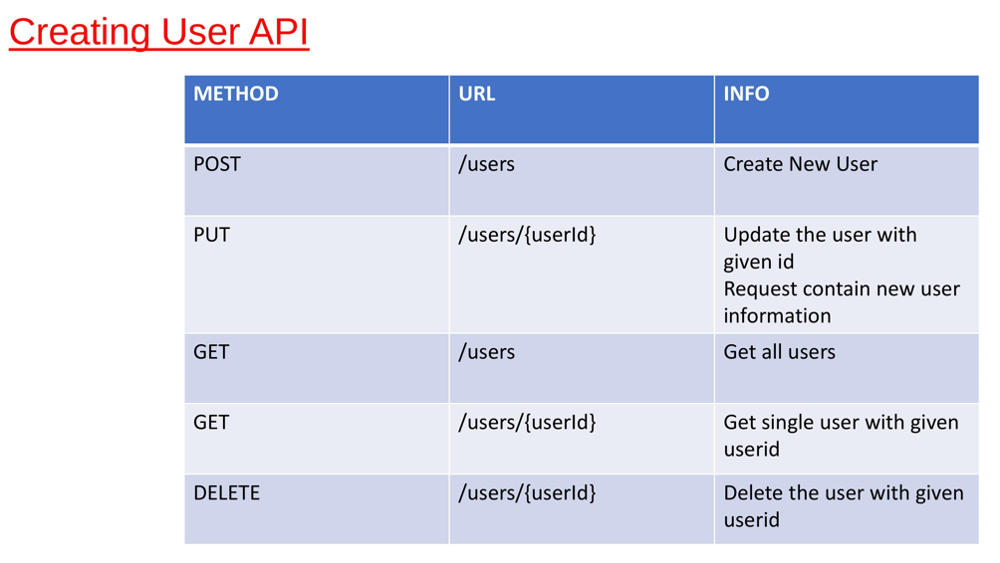 Creating User API
METHOD URL INFO
POST /users Create New User
PUT /users/{userId} Update the user with
given id
Request contain new user
information
GET /users Get all users
GET /users/{userId} Get single user with given
userid
DELETE /users/{userId} Delete the user with given
userid